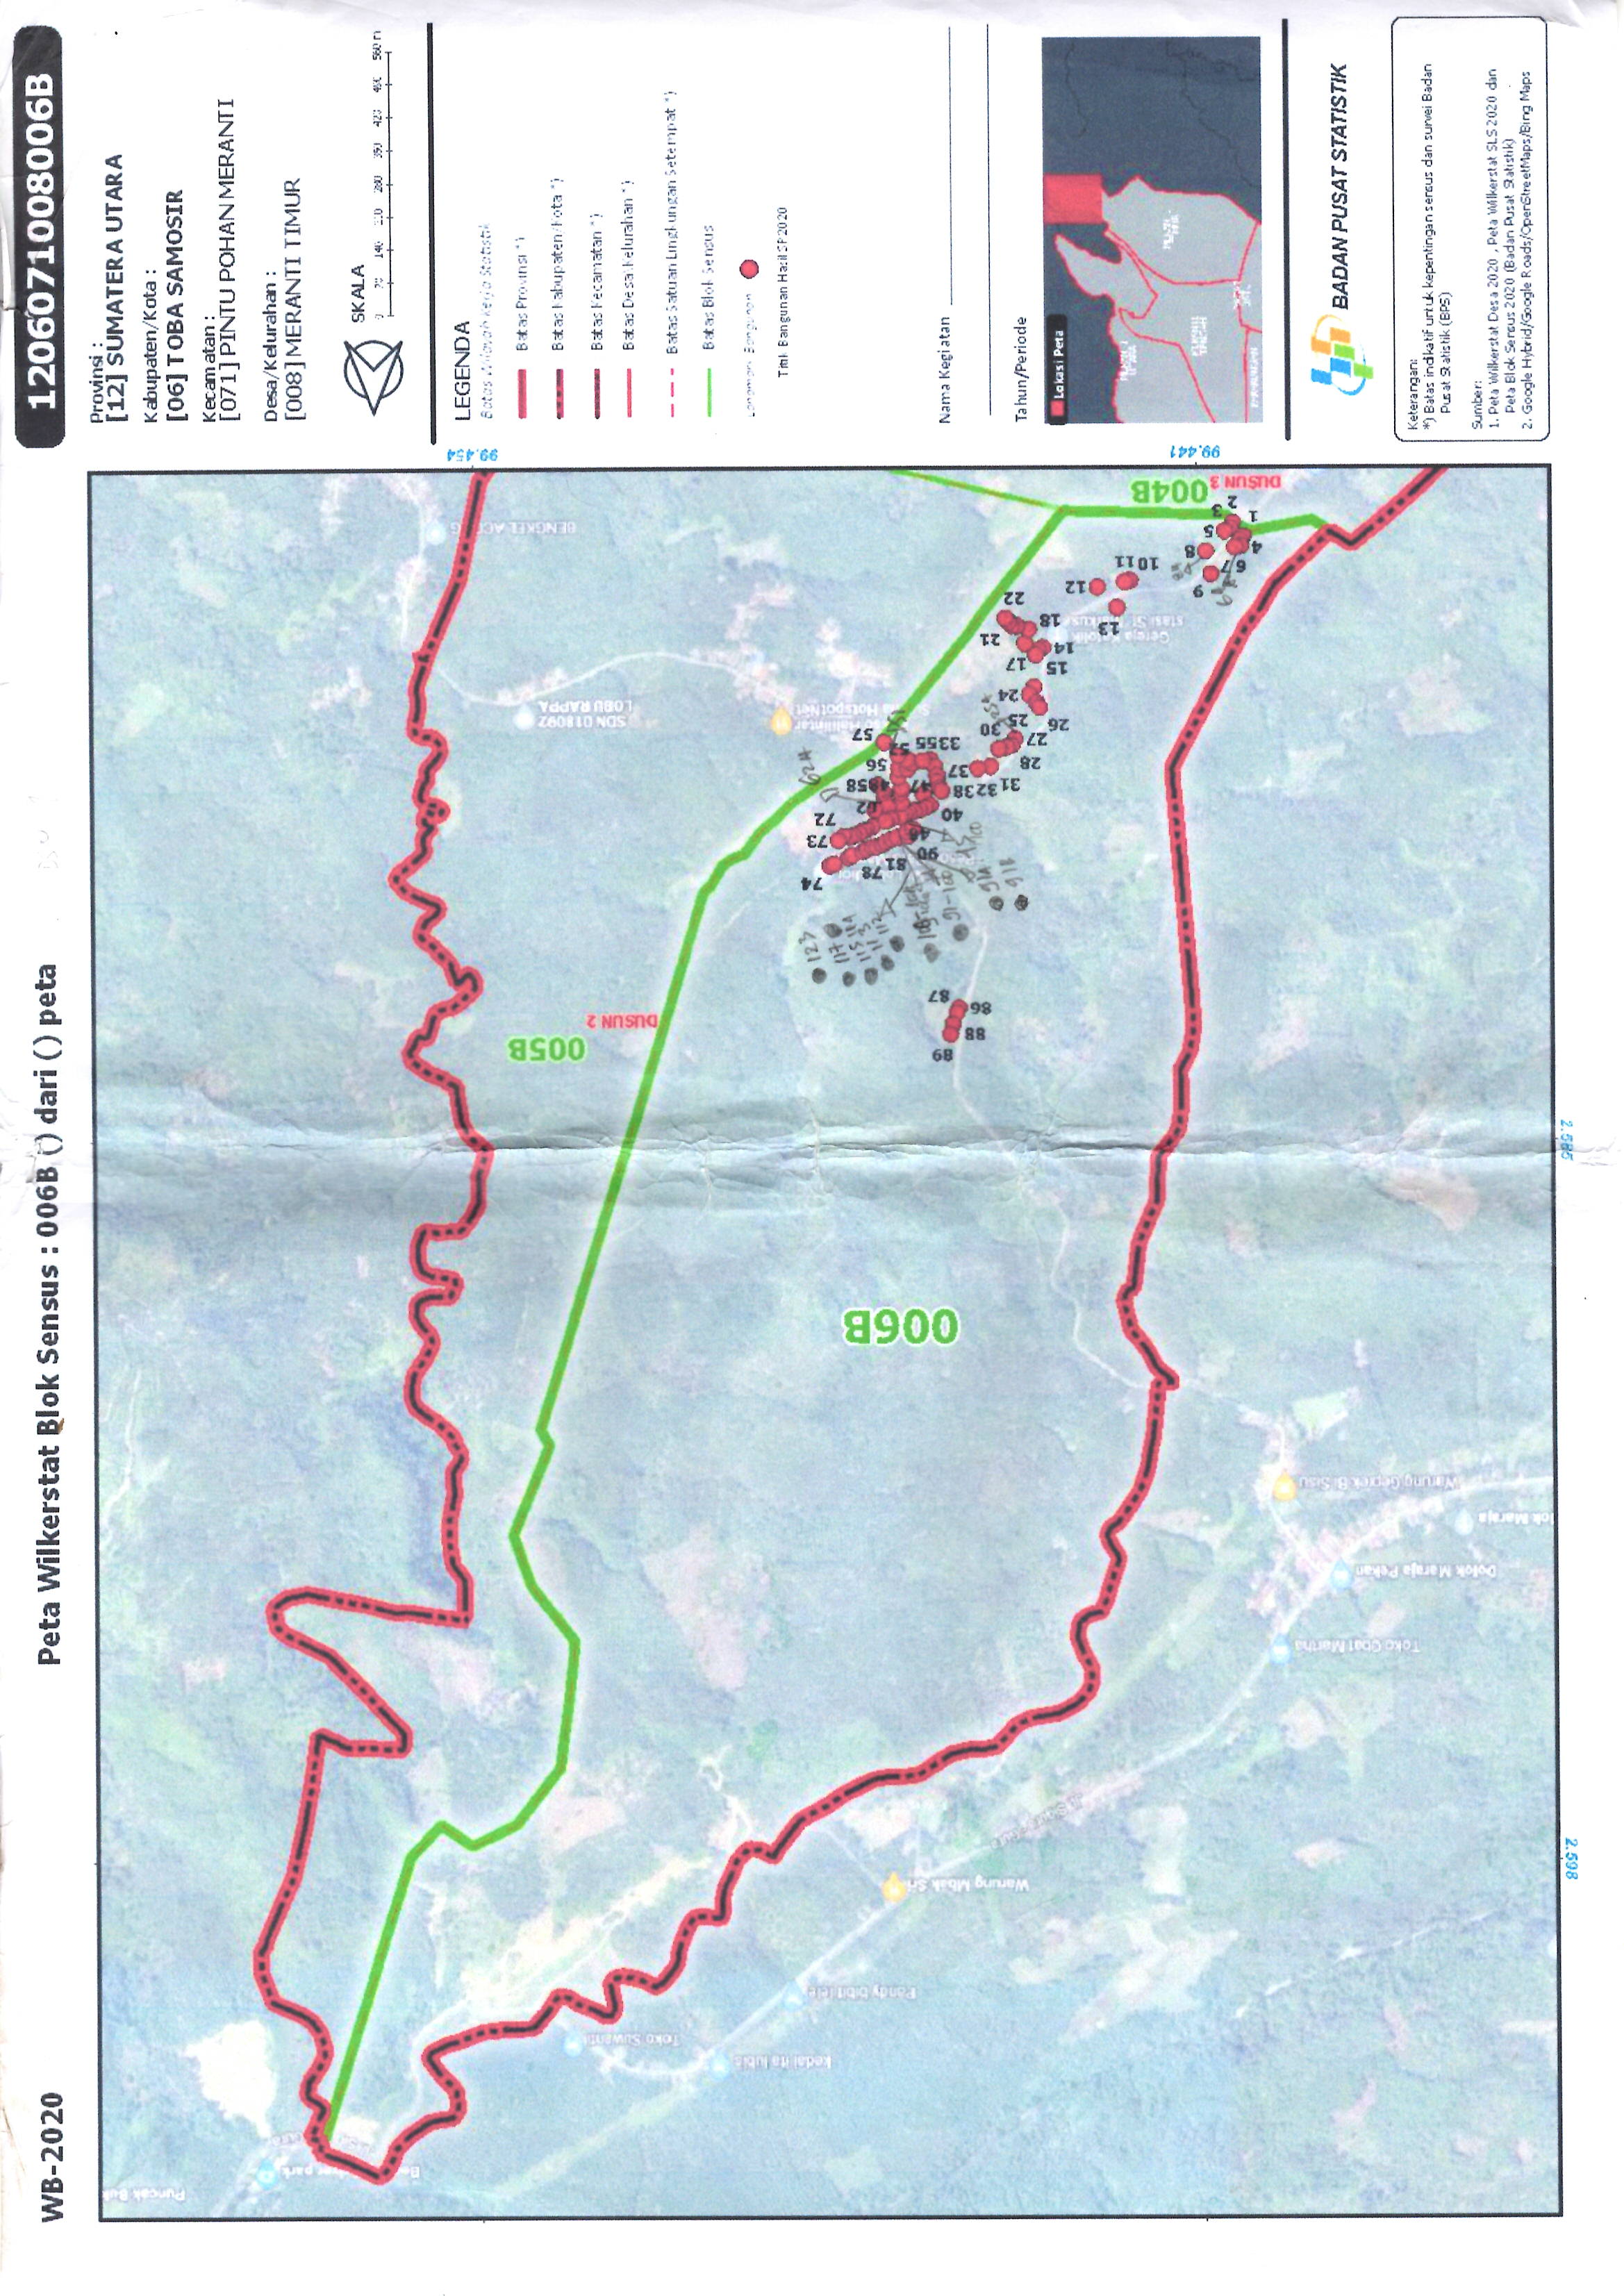 WB-2020
Peta Wilkerstat Blok Sensus : 006B () dari () peta
Puncak Buk
kedai ita lubis
Toko Suwanti
Pandy bibit lele
Warung Mbak Sri
Toko Obat Martha
Dolok Maraja Pekan
lok Maraja
Warung Geprek Bi Sisu
2.598
2.585
99.441
99.454
006B
005B
DUSUN 2
004B
DUSUN 3
89
88
86
87
123
117
74
78
81
90
73
72
40
38
32
31
37
47
58
56
57
33
55
28
27
30
26
25
24
15
17
14
21
18
22
13
12
10
11
9
6
7
8
4
5
1
3
2
91B
91A
62A
Gereja Katolik
HotspotNet
SDN 018092
LOBU RAPPA
1206071008006B
Provinsi :
[12] SUMATERA UTARA
Kabupaten/Kota :
[06] TOBA SAMOSIR
Kecamatan :
[071] PINTU POHAN MERANTI
Desa/Kelurahan :
[008] MERANTI TIMUR
SKALA
0 70 140 210 280 350 420 490 560 m
LEGENDA
Batas Wilayah Kerja Statistik
Batas Provinsi *)
Batas Kabupaten/Kota *)
Batas Kecamatan *)
Batas Desa/Kelurahan *)
Batas Satuan Lingkungan Setempat *)
Batas Blok Sensus
Titik Bangunan Hasil SP2020
Nama Kegiatan
Tahun/Periode
Lokasi Peta
BADAN PUSAT STATISTIK
Keterangan:
*) Batas indikatif untuk kepentingan sensus dan survei Badan
Pusat Statistik (BPS)
Sumber:
1. Peta Wilkerstat Desa 2020 , Peta Wilkerstat SLS 2020 dan
Peta Blok Sensus 2020 (Badan Pusat Statistik)
2. Google Hybrid/Google Roads/OpenStreetMaps/Bing Maps